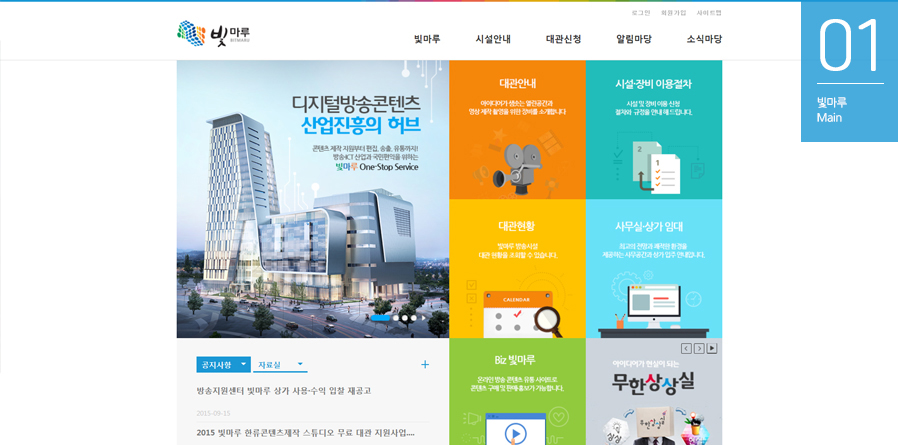 로그인 회원가입 사이트맵
빛마루
BITMARU
빛마루 시설안내 대관신청 알림마당 소식마당
01
빛마루
Main
디지털방송콘텐츠
산업진흥의 허브
콘텐츠 제작 지원부터 편집, 송출, 유통까지!
방송ICT 산업과 국민편익을 위하는
빛마루 One-Stop Service
대관안내
아이디어가 샘솟는 열린공간과
영상 제작 촬영을 위한 장비를 소개합니다
시설·장비 이용절차
시설 및 장비 이용 신청
절차와 규정을 안내 해 드립니다.
1
2
대관현황
빛마루 방송시설
대관 현황을 조회할 수 있습니다.
CALENDAR
사무실·상가 임대
최고의 전망과 쾌적한 환경을
제공하는 사무공간과 상가 입주 안내입니다.
공지사항 자료실
방송지원센터 빛마루 상가 사용·수익 입찰 재공고
2015-09-15
2015 빛마루 한류콘텐츠제작 스튜디오 무료 대관 지원사업....
Biz 빛마루
온라인 방송 콘텐츠 유통 사이트로
콘텐츠 구매 및 판매 홍보가 가능합니다.
아이디어가 현실이 되는
무한상상실
무한상상실
상상